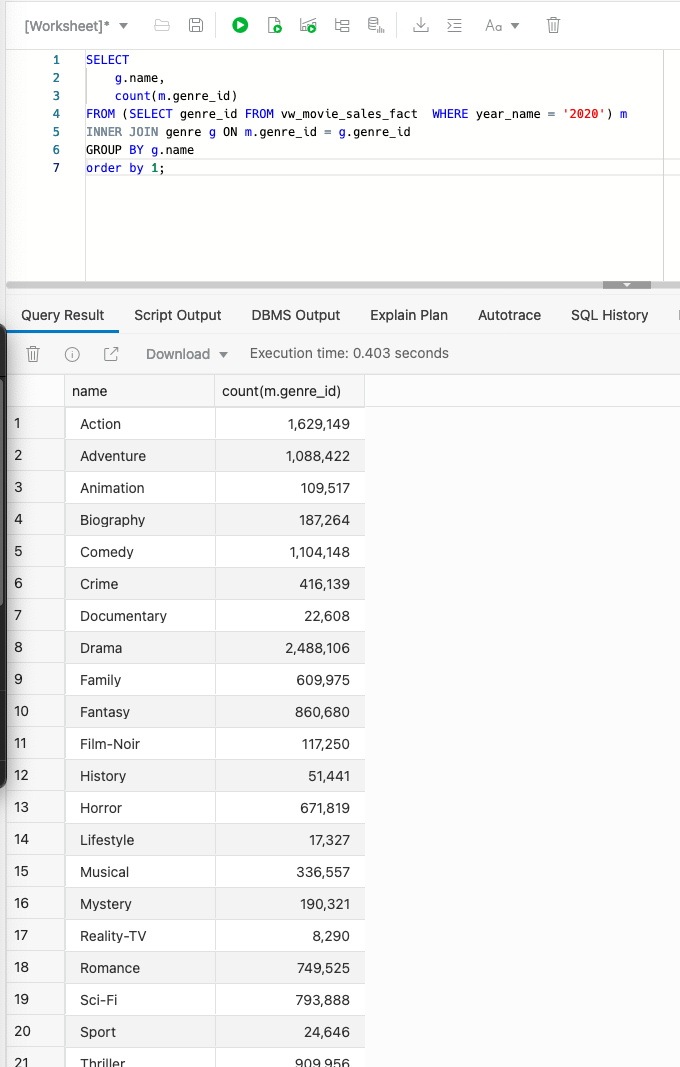 [Worksheet]*
Aa
1 SELECT
2 g.name,
3 count(m.genre_id)
4 FROM (SELECT genre_id FROM vw_movie_sales_fact  WHERE year_name = '2020') m
5 INNER JOIN genre g ON m.genre_id = g.genre_id
6 GROUP BY g.name
7 order by 1;
Query Result Script Output DBMS Output Explain Plan Autotrace SQL History
Download Execution time: 0.403 seconds
name count(m.genre_id)
1 Action 1,629,149
2 Adventure 1,088,422
3 Animation 109,517
4 Biography 187,264
5 Comedy 1,104,148
6 Crime 416,139
7 Documentary 22,608
8 Drama 2,488,106
9 Family 609,975
10 Fantasy 860,680
11 Film-Noir 117,250
12 History 51,441
13 Horror 671,819
14 Lifestyle 17,327
15 Musical 336,557
16 Mystery 190,321
17 Reality-TV 8,290
18 Romance 749,525
19 Sci-Fi 793,888
20 Sport 24,646
21 Thriller 909,956